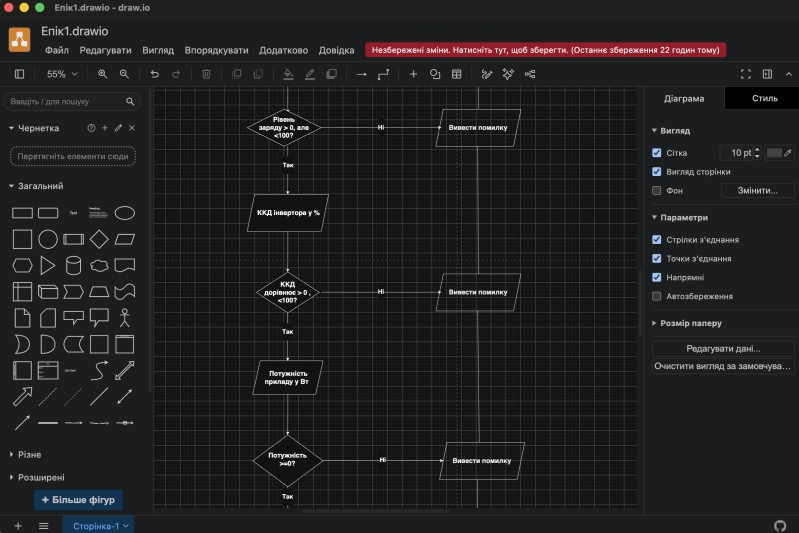 Епік1.drawio - draw.io
Епік1.drawio
Файл Редагувати Вигляд Впорядкувати Додатково Довідка
Незбережені зміни. Натисніть тут, щоб зберегти. (Останнє збереження 22 годин тому)
55%
Введіть / для пошуку
Чернетка
Перетягніть елементи сюди
Загальний
Text
Heading
Різне
Розширені
+ Більше фігур
Рівень
заряду > 0, але
<100?
Ні
Вивести помилку
Так
ККД інвертора у %
ККД
дорівнює > 0 ,
<100?
Ні
Вивести помилку
Так
Потужність
приладу у Вт
Потужність
>=0?
Ні
Вивести помилку
Так
Діаграма
Стиль
Вигляд
Сітка
10 pt
Вигляд сторінки
Фон
Змінити...
Параметри
Стрілки з'єднання
Точки з'єднання
Напрямні
Автозбереження
Розмір паперу
Редагувати дані...
Очистити вигляд за замовчува...
Сторінка-1